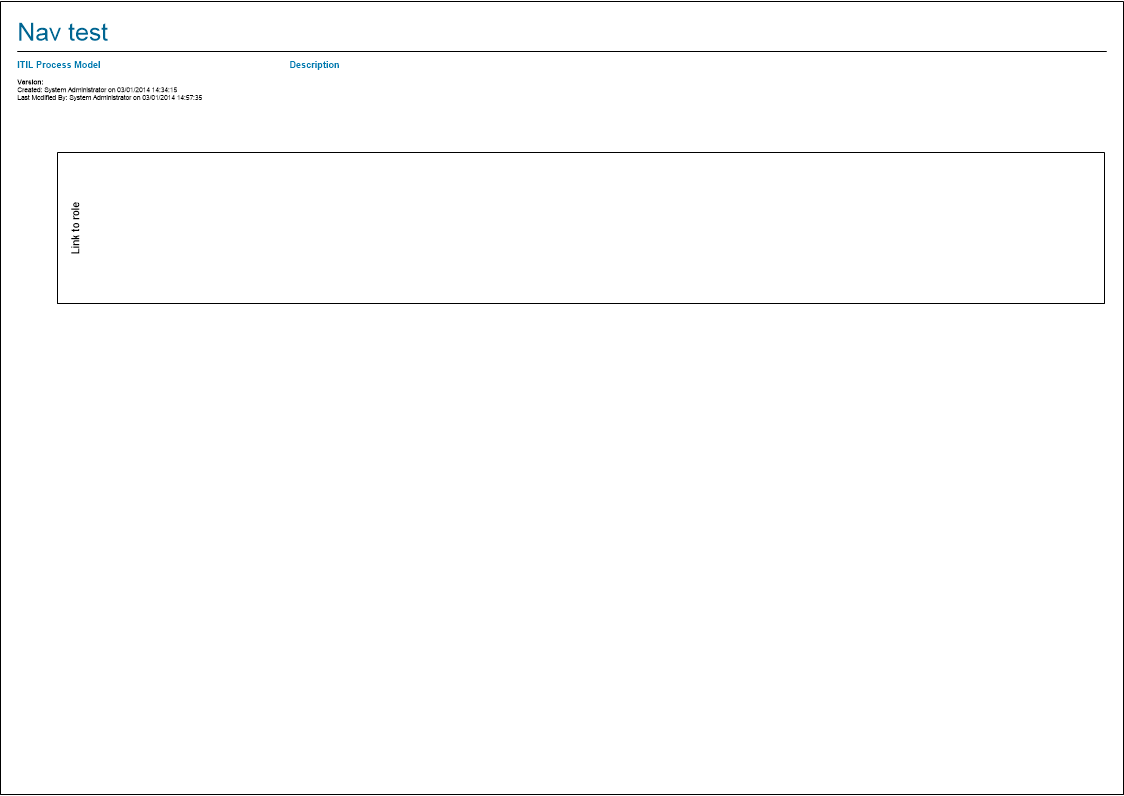 Nav test
ITIL Process Model
Description
Version:
Created: System Administrator on 03/01/2014 14:34:15
Last Modified By: System Administrator on 03/01/2014 14:57:35
Link to role